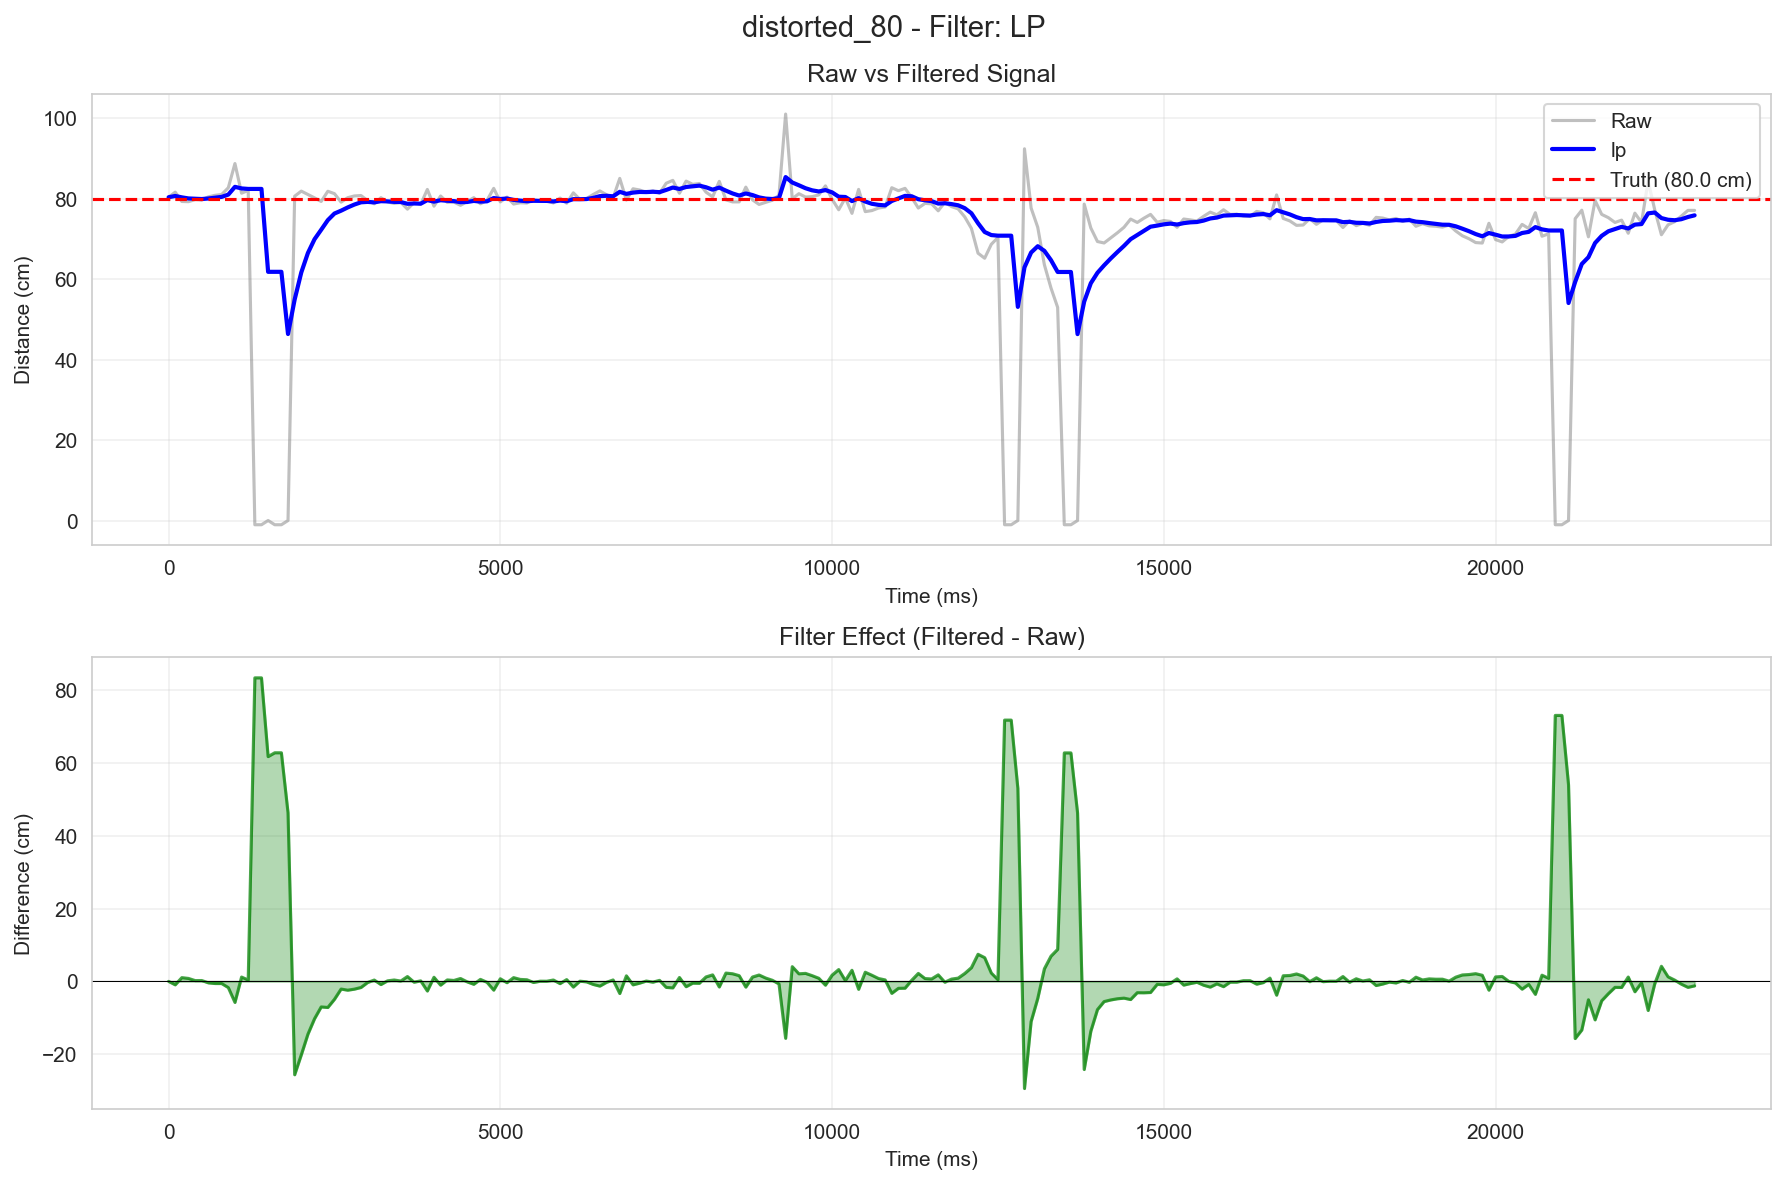 distorted_80 - Filter: LP
Raw vs Filtered Signal
100
80
60
40
20
0
Distance (cm)
Raw
lp
Truth (80.0 cm)
0
5000
10000
15000
20000
Time (ms)
Filter Effect (Filtered - Raw)
80
60
40
20
0
−20
Difference (cm)
0
5000
10000
15000
20000
Time (ms)